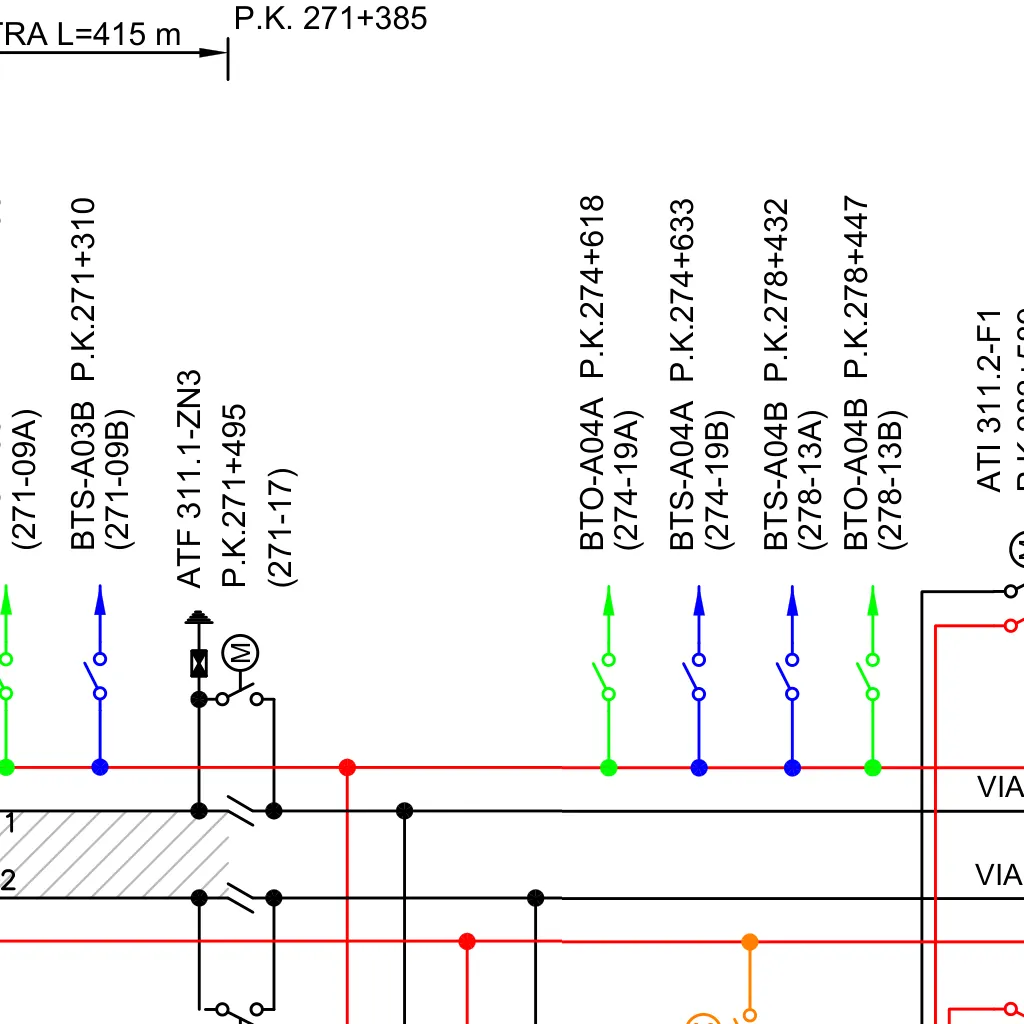 TRA L=415 m
P.K. 271+385
(271-09A)
BTS-A03B P.K.271+310
(271-09B)
ATF 311.1-ZN3
P.K.271+495
(271-17)
BTO-A04A P.K.274+618
(274-19A)
BTS-A04A P.K.274+633
(274-19B)
BTS-A04B P.K.278+432
(278-13A)
BTO-A04B P.K.278+447
(278-13B)
ATI 311.2-F1
M
VIA
1
VIA
2